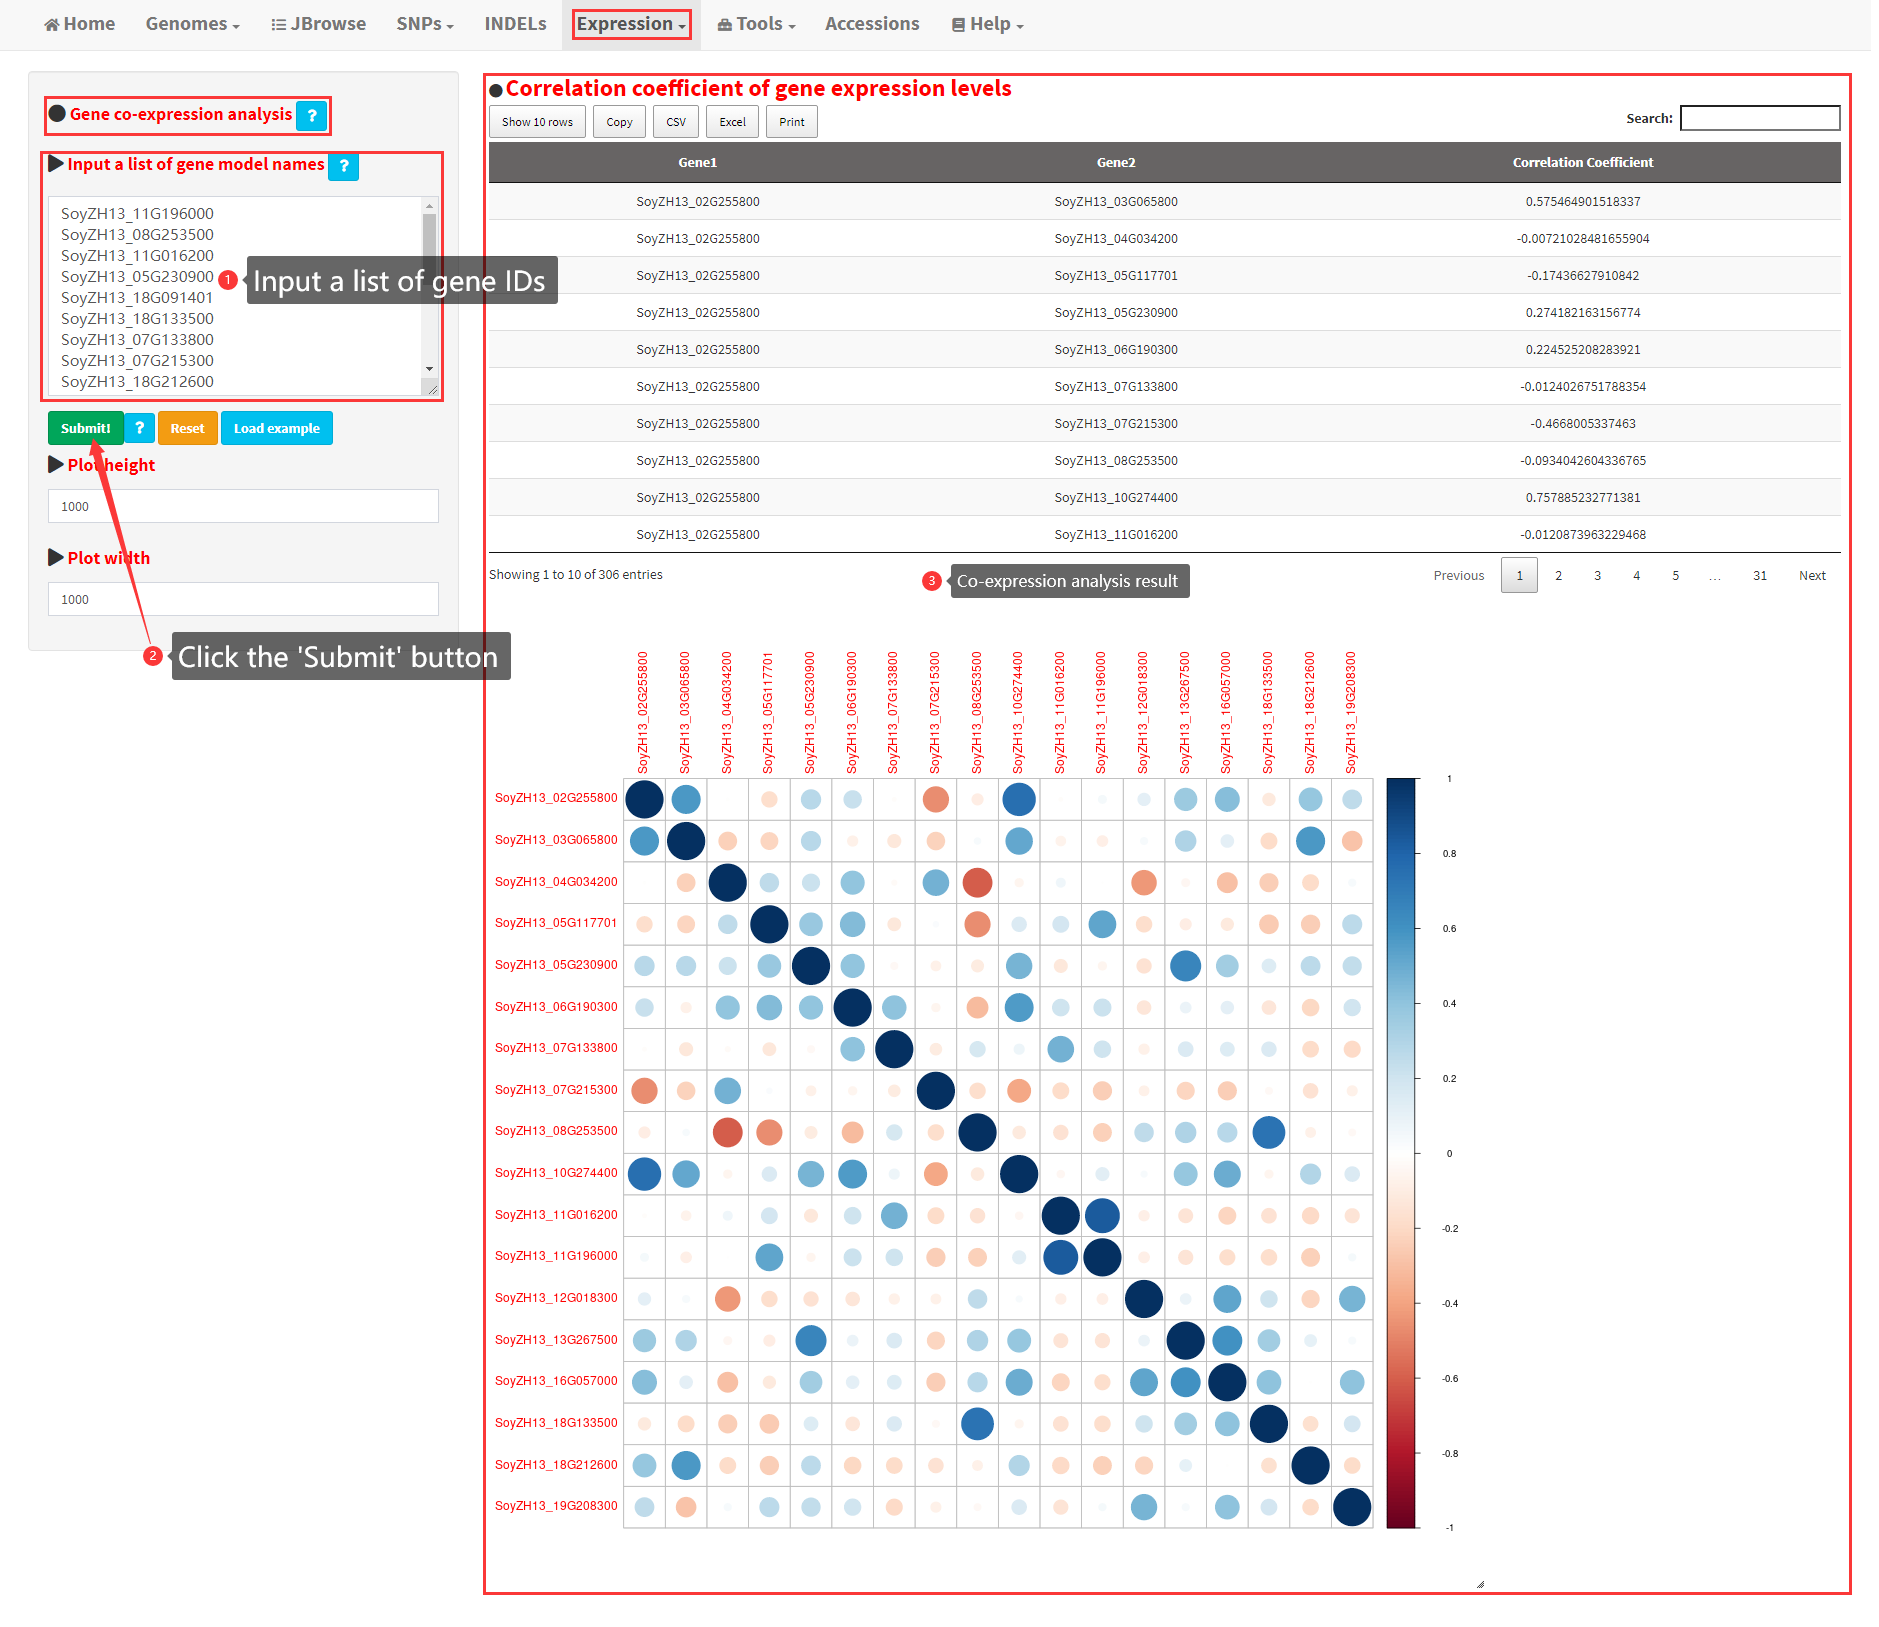 Home Genomes JBrowse SNPs INDELs Expression Tools Accessions Help
Gene co-expression analysis ?
Input a list of gene model names ?
SoyZH13_11G196000
SoyZH13_08G253500
SoyZH13_11G016200
SoyZH13_05G230900
SoyZH13_18G091401
SoyZH13_18G133500
SoyZH13_07G133800
SoyZH13_07G215300
SoyZH13_18G212600
1 Input a list of gene IDs
Submit! ? Reset Load example
Plot height
1000
Plot width
1000
2 Click the 'Submit' button
Correlation coefficient of gene expression levels
Show 10 rows Copy CSV Excel Print Search:
Gene1 Gene2 Correlation Coefficient
SoyZH13_02G255800 SoyZH13_03G065800 0.575464901518337
SoyZH13_02G255800 SoyZH13_04G034200 -0.00721028481655904
SoyZH13_02G255800 SoyZH13_05G117701 -0.17436627910842
SoyZH13_02G255800 SoyZH13_05G230900 0.274182163156774
SoyZH13_02G255800 SoyZH13_06G190300 0.224525208283921
SoyZH13_02G255800 SoyZH13_07G133800 -0.0124026751788354
SoyZH13_02G255800 SoyZH13_07G215300 -0.4668005337463
SoyZH13_02G255800 SoyZH13_08G253500 -0.0934042604336765
SoyZH13_02G255800 SoyZH13_10G274400 0.757885232771381
SoyZH13_02G255800 SoyZH13_11G016200 -0.0120873963229468
Showing 1 to 10 of 306 entries
3 Co-expression analysis result
Previous 1 2 3 4 5 … 31 Next
SoyZH13_02G255800
SoyZH13_03G065800
SoyZH13_04G034200
SoyZH13_05G117701
SoyZH13_05G230900
SoyZH13_06G190300
SoyZH13_07G133800
SoyZH13_07G215300
SoyZH13_08G253500
SoyZH13_10G274400
SoyZH13_11G016200
SoyZH13_11G196000
SoyZH13_12G018300
SoyZH13_13G267500
SoyZH13_16G057000
SoyZH13_18G133500
SoyZH13_18G212600
SoyZH13_19G208300
SoyZH13_02G255800
SoyZH13_03G065800
SoyZH13_04G034200
SoyZH13_05G117701
SoyZH13_05G230900
SoyZH13_06G190300
SoyZH13_07G133800
SoyZH13_07G215300
SoyZH13_08G253500
SoyZH13_10G274400
SoyZH13_11G016200
SoyZH13_11G196000
SoyZH13_12G018300
SoyZH13_13G267500
SoyZH13_16G057000
SoyZH13_18G133500
SoyZH13_18G212600
SoyZH13_19G208300
1
0.8
0.6
0.4
0.2
0
-0.2
-0.4
-0.6
-0.8
-1